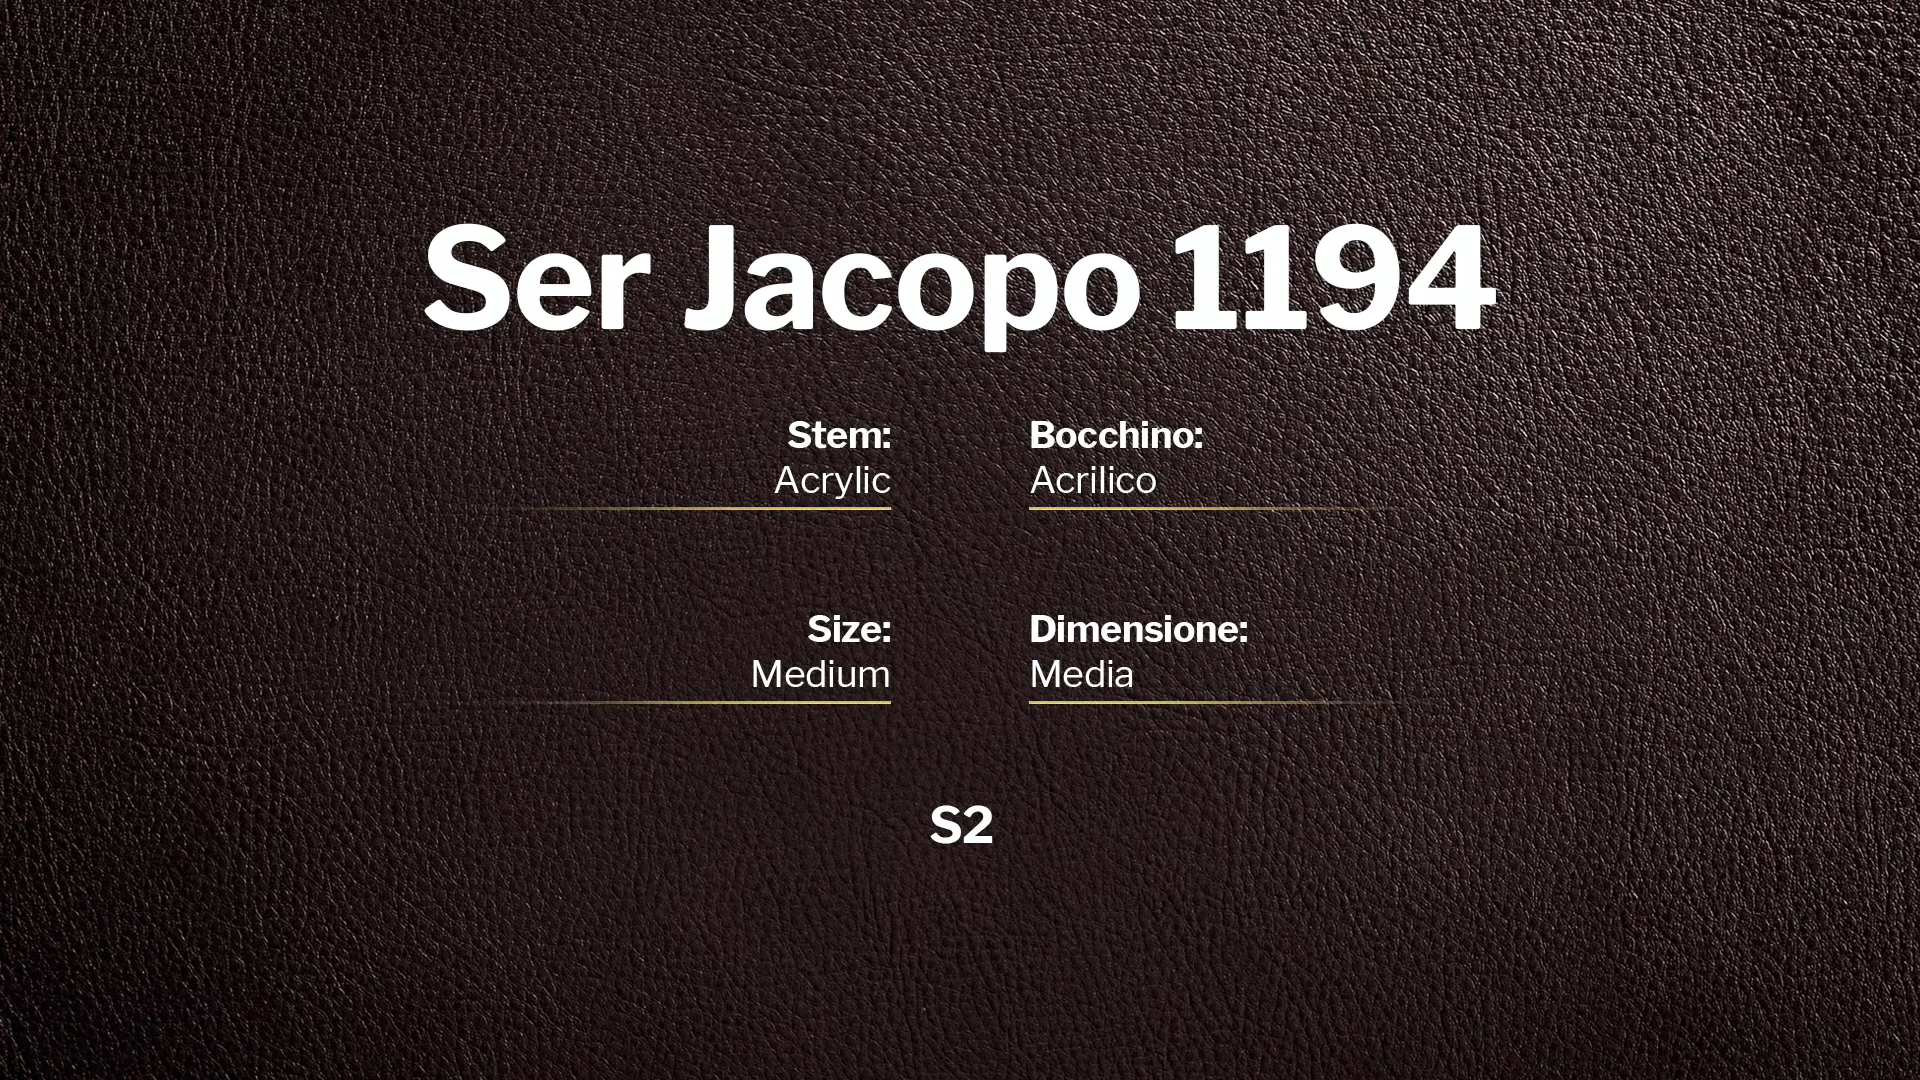 Ser Jacopo 1194
Stem:
Acrylic
Bocchino:
Acrilico
Size:
Medium
Dimensione:
Media
S2